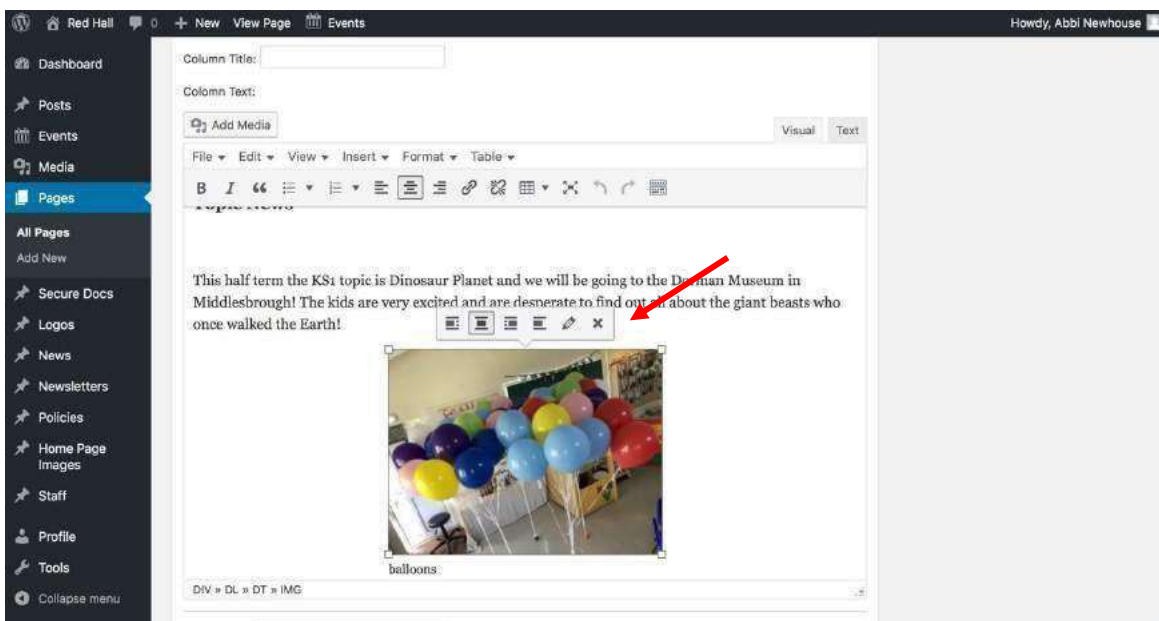 Red Hall 0 + New View Page Events Howdy, Abbi Newhouse
Dashboard
Posts
Events
Media
Pages
All Pages
Add New
Secure Docs
Logos
News
Newsletters
Policies
Home Page
Images
Staff
Profile
Tools
Collapse menu
Column Title:
Colomn Text:
Add Media
Visual Text
File Edit View Insert Format Table
B I
Topic News
This half term the KS1 topic is Dinosaur Planet and we will be going to the Dorman Museum in
Middlesbrough! The kids are very excited and are desperate to find out all about the giant beasts who
once walked the Earth!
balloons
DIV » DL » DT » IMG